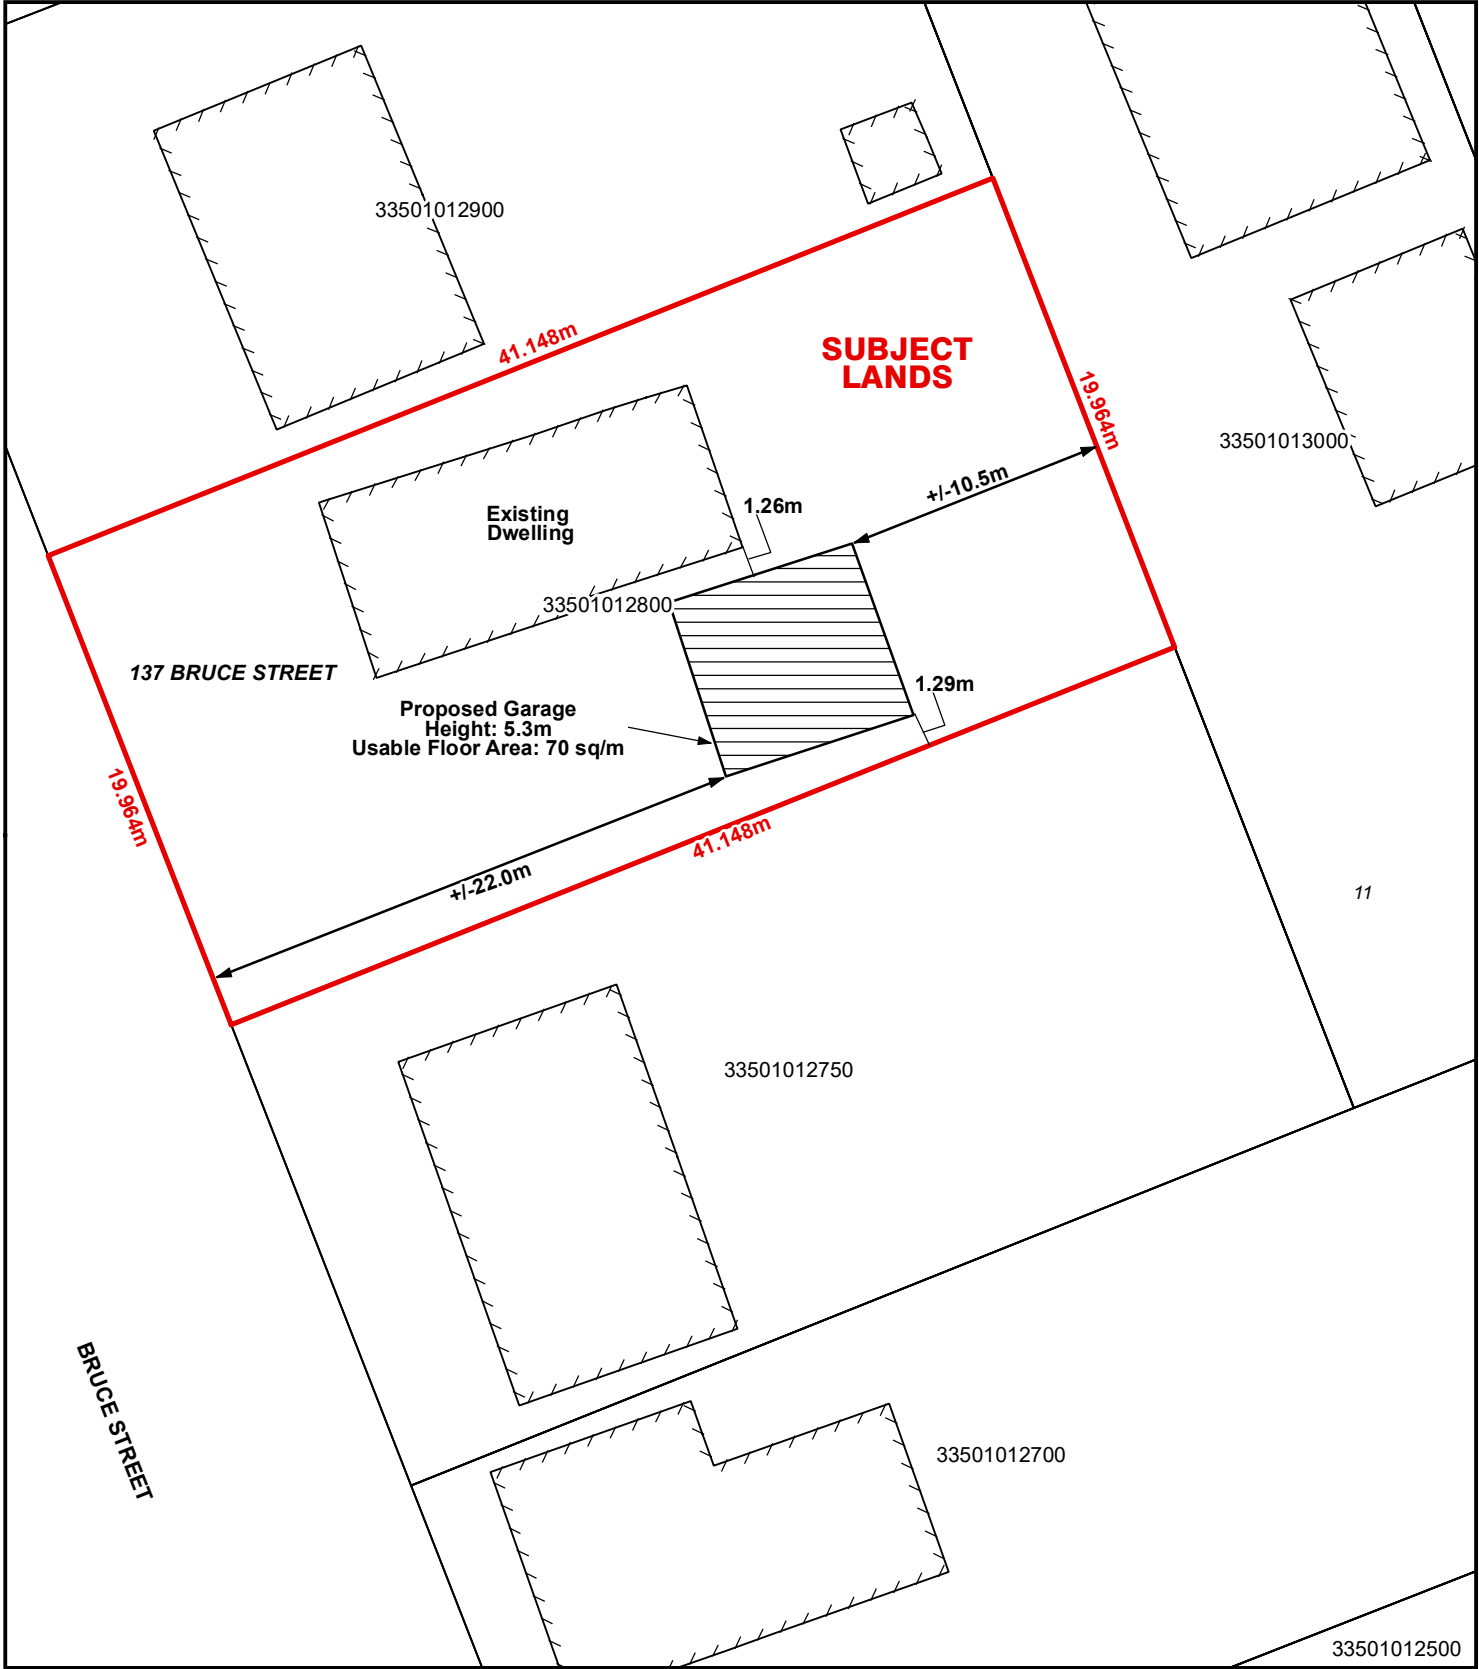 33501012900
41.148m
SUBJECT
LANDS
19.964m
33501013000
+/-10.5m
1.26m
Existing
Dwelling
33501012800
137 BRUCE STREET
1.29m
Proposed Garage
Height: 5.3m
Usable Floor Area: 70 sq/m
19.964m
41.148m
+/-22.0m
11
33501012750
BRUCE STREET
33501012700
33501012500